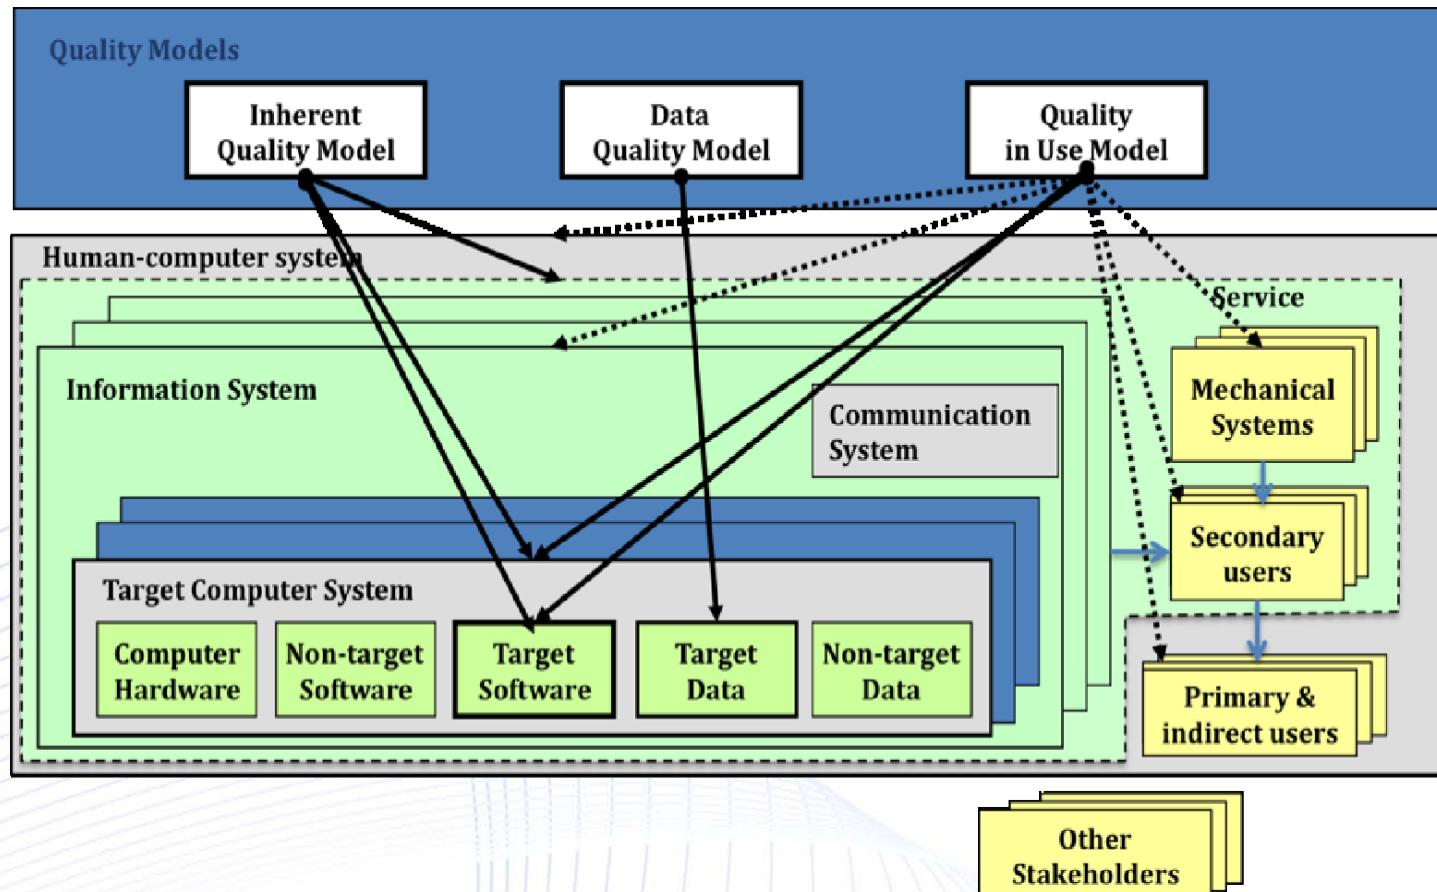 Quality Models
Inherent
Quality Model
Data
Quality Model
Quality
in Use Model
Human-computer system
Service
Information System
Communication
System
Mechanical
Systems
Secondary
users
Target Computer System
Computer
Hardware
Non-target
Software
Target
Software
Target
Data
Non-target
Data
Primary &
indirect users
Other
Stakeholders